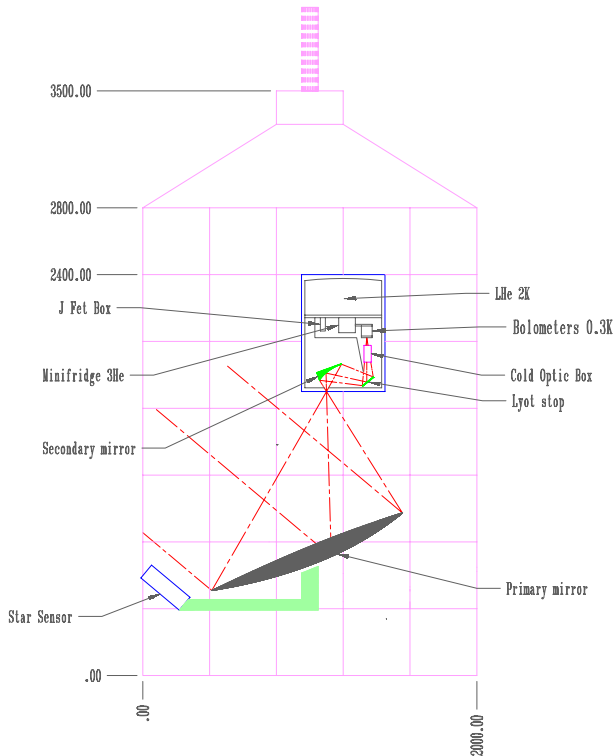 3500.00
2800.00
2400.00
LHe 2K
J Fet Box
Bolometers 0.3K
Minifridge 3He
Cold Optic Box
Lyot stop
Secondary mirror
Primary mirror
Star Sensor
.00
.00
2000.00